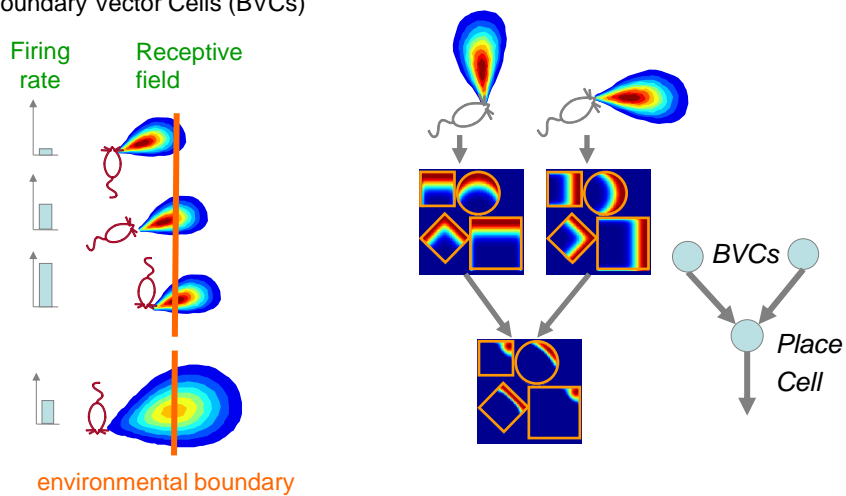 oundary Vector Cells (BVCs)
Firing
rate
Receptive
field
environmental boundary
BVCs
Place
Cell